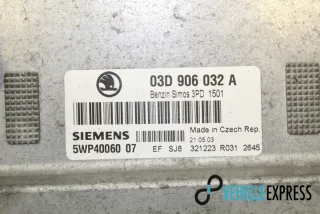 03D 906 032 A
Benzin Simos 3PD 1501
SIEMENS
Made in Czech Rep.
21.05.03
5WP40060 07
EF SJ8 321223 R031 2645
VEHICLE EXPRESS